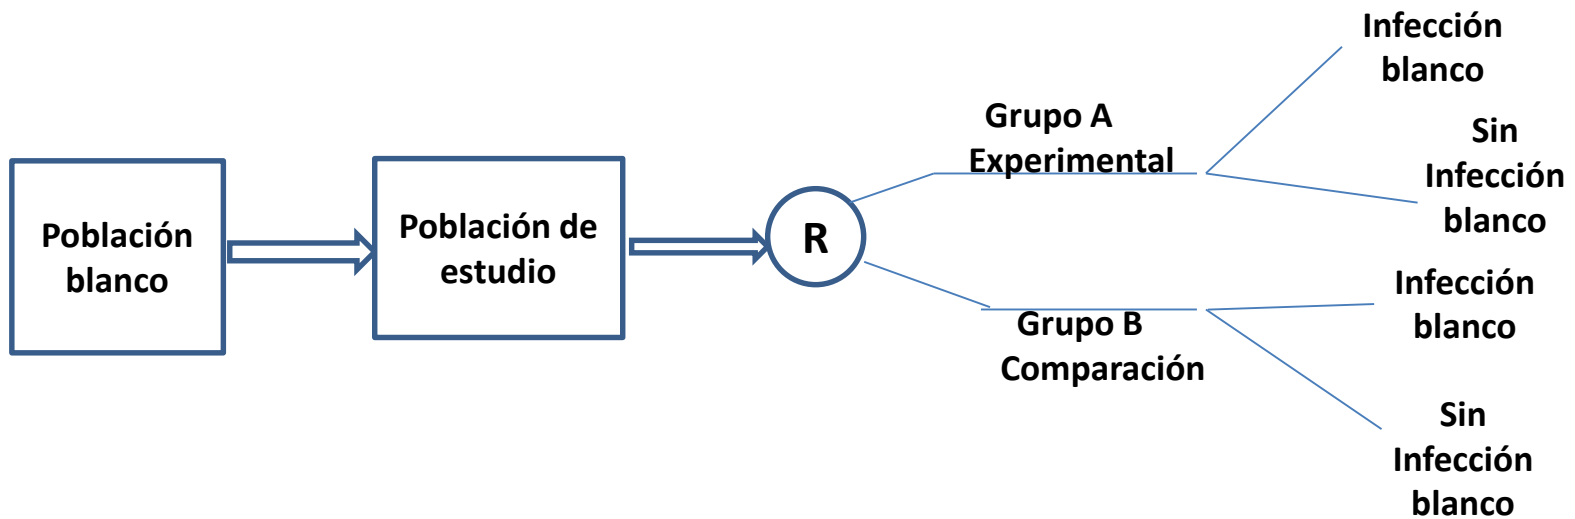 Población
blanco
Población de
estudio
R
Grupo A
Experimental
Grupo B
Comparación
Infección
blanco
Sin
Infección
blanco
Infección
blanco
Sin
Infección
blanco